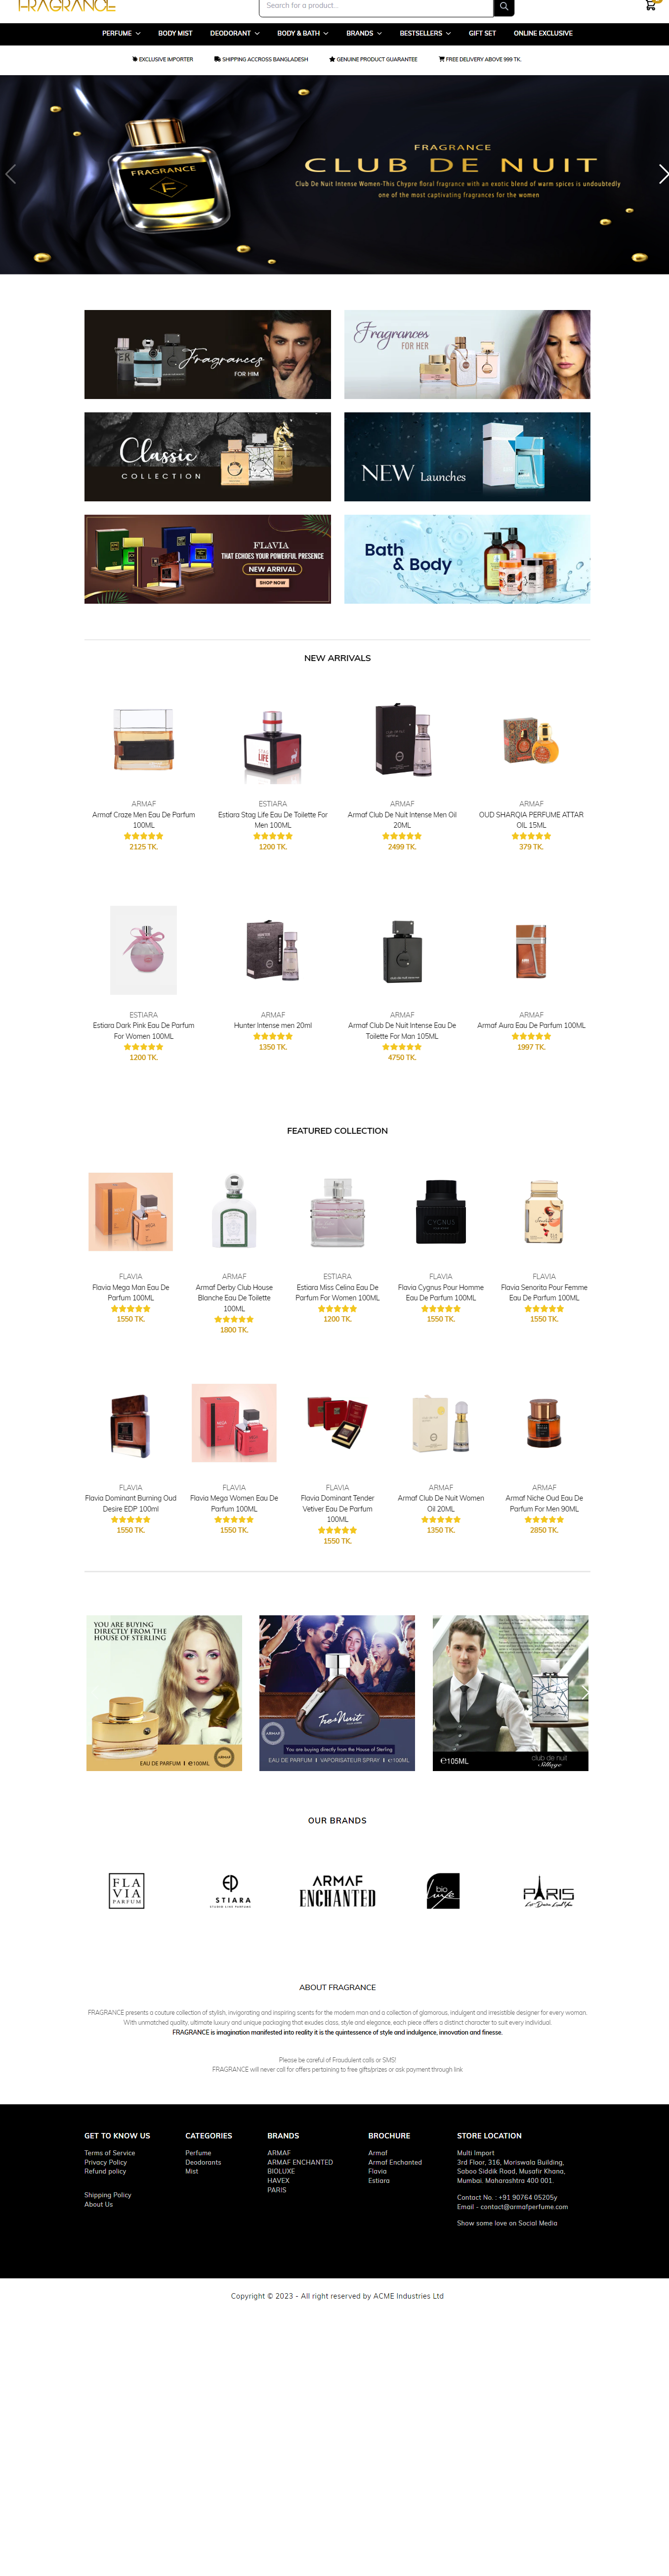 FRAGRANCE
Search for a product...
PERFUME BODY MIST DEODORANT BODY & BATH BRANDS BESTSELLERS GIFT SET ONLINE EXCLUSIVE
EXCLUSIVE IMPORTER SHIPPING ACCROSS BANGLADESH GENUINE PRODUCT GUARANTEE FREE DELIVERY ABOVE 999 TK.
FRAGRANCE
F
FRAGRANCE
CLUB DE NUIT
Club De Nuit Intense Women-This Chypre floral fragrance with an exotic blend of warm spices is undoubtedly
one of the most captivating fragrances for the women
Fragrances
FOR HIM
Fragrances
FOR HER
Classic
COLLECTION
NEW Launches
FLAVIA
THAT ECHOES YOUR POWERFUL PRESENCE
NEW ARRIVAL
SHOP NOW
Bath
& Body
NEW ARRIVALS
ARMAF
Armaf Craze Men Eau De Parfum
100ML
2125 TK.
ESTIARA
Estiara Stag Life Eau De Toilette For
Men 100ML
1200 TK.
ARMAF
Armaf Club De Nuit Intense Men Oil
20ML
2499 TK.
ARMAF
OUD SHARQIA PERFUME ATTAR
OIL 15ML
379 TK.
ESTIARA
Estiara Dark Pink Eau De Parfum
For Women 100ML
1200 TK.
ARMAF
Hunter Intense men 20ml
1350 TK.
ARMAF
Armaf Club De Nuit Intense Eau De
Toilette For Man 105ML
4750 TK.
ARMAF
Armaf Aura Eau De Parfum 100ML
1997 TK.
FEATURED COLLECTION
CYGNUS
FLAVIA
Flavia Mega Man Eau De
Parfum 100ML
1550 TK.
ARMAF
Armaf Derby Club House
Blanche Eau De Toilette
100ML
1800 TK.
ESTIARA
Estiara Miss Celina Eau De
Parfum For Women 100ML
1200 TK.
FLAVIA
Flavia Cygnus Pour Homme
Eau De Parfum 100ML
1550 TK.
FLAVIA
Flavia Senorita Pour Femme
Eau De Parfum 100ML
1550 TK.
FLAVIA
Flavia Dominant Burning Oud
Desire EDP 100ml
1550 TK.
FLAVIA
Flavia Mega Women Eau De
Parfum 100ML
1550 TK.
FLAVIA
Flavia Dominant Tender
Vetiver Eau De Parfum
100ML
1550 TK.
ARMAF
Armaf Club De Nuit Women
Oil 20ML
1350 TK.
ARMAF
Armaf Niche Oud Eau De
Parfum For Men 90ML
2850 TK.
YOU ARE BUYING
DIRECTLY FROM THE
HOUSE OF STERLING
EAU DE PARFUM I ℮100ML
ARMAF
Tres Nuit
ARMAF
You are buying directly from the House of Sterling
EAU DE PARFUM I VAPORISATEUR SPRAY I ℮100ML
℮105ML
club de nuit
Sillage
OUR BRANDS
FLA
VIA
PARFUM
STIARA
ARMAF
ENCHANTED
bio
luxe
PARIS
ABOUT FRAGRANCE
FRAGRANCE presents a couture collection of stylish, invigorating and inspiring scents for the modern man and a collection of glamorous, indulgent and irresistible designer for every woman.
With unmatched quality, ultimate luxury and unique packaging that exudes class, style and elegance, each piece offers a distinct character to suit every individual.
FRAGRANCE is imagination manifested into reality it is the quintessence of style and indulgence, innovation and finesse.
Please be careful of Fraudulent calls or SMS!
FRAGRANCE will never call for offers pertaining to free gifts/prizes or ask payment through link
GET TO KNOW US
Terms of Service
Privacy Policy
Refund policy
Shipping Policy
About Us
CATEGORIES
Perfume
Deodorants
Mist
BRANDS
ARMAF
ARMAF ENCHANTED
BIOLUXE
HAVEX
PARIS
BROCHURE
Armaf
Armaf Enchanted
Flavia
Estiara
STORE LOCATION
Multi Import
3rd Floor, 316, Moriswala Building,
Saboo Siddik Road, Musafir Khana,
Mumbai. Maharashtra 400 001.
Contact No. : +91 90764 05205y
Email - contact@armafperfume.com
Show some love on Social Media
Copyright © 2023 - All right reserved by ACME Industries Ltd